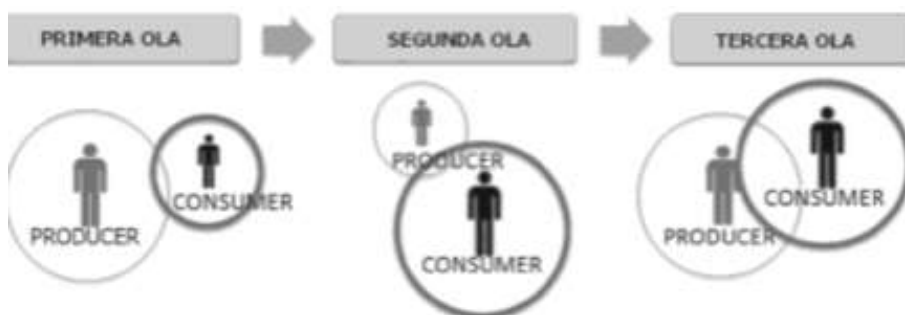 PRIMERA OLA
SEGUNDA OLA
TERCERA OLA
PRODUCER
CONSUMER
PRODUCER
CONSUMER
PRODUCER
CONSUMER